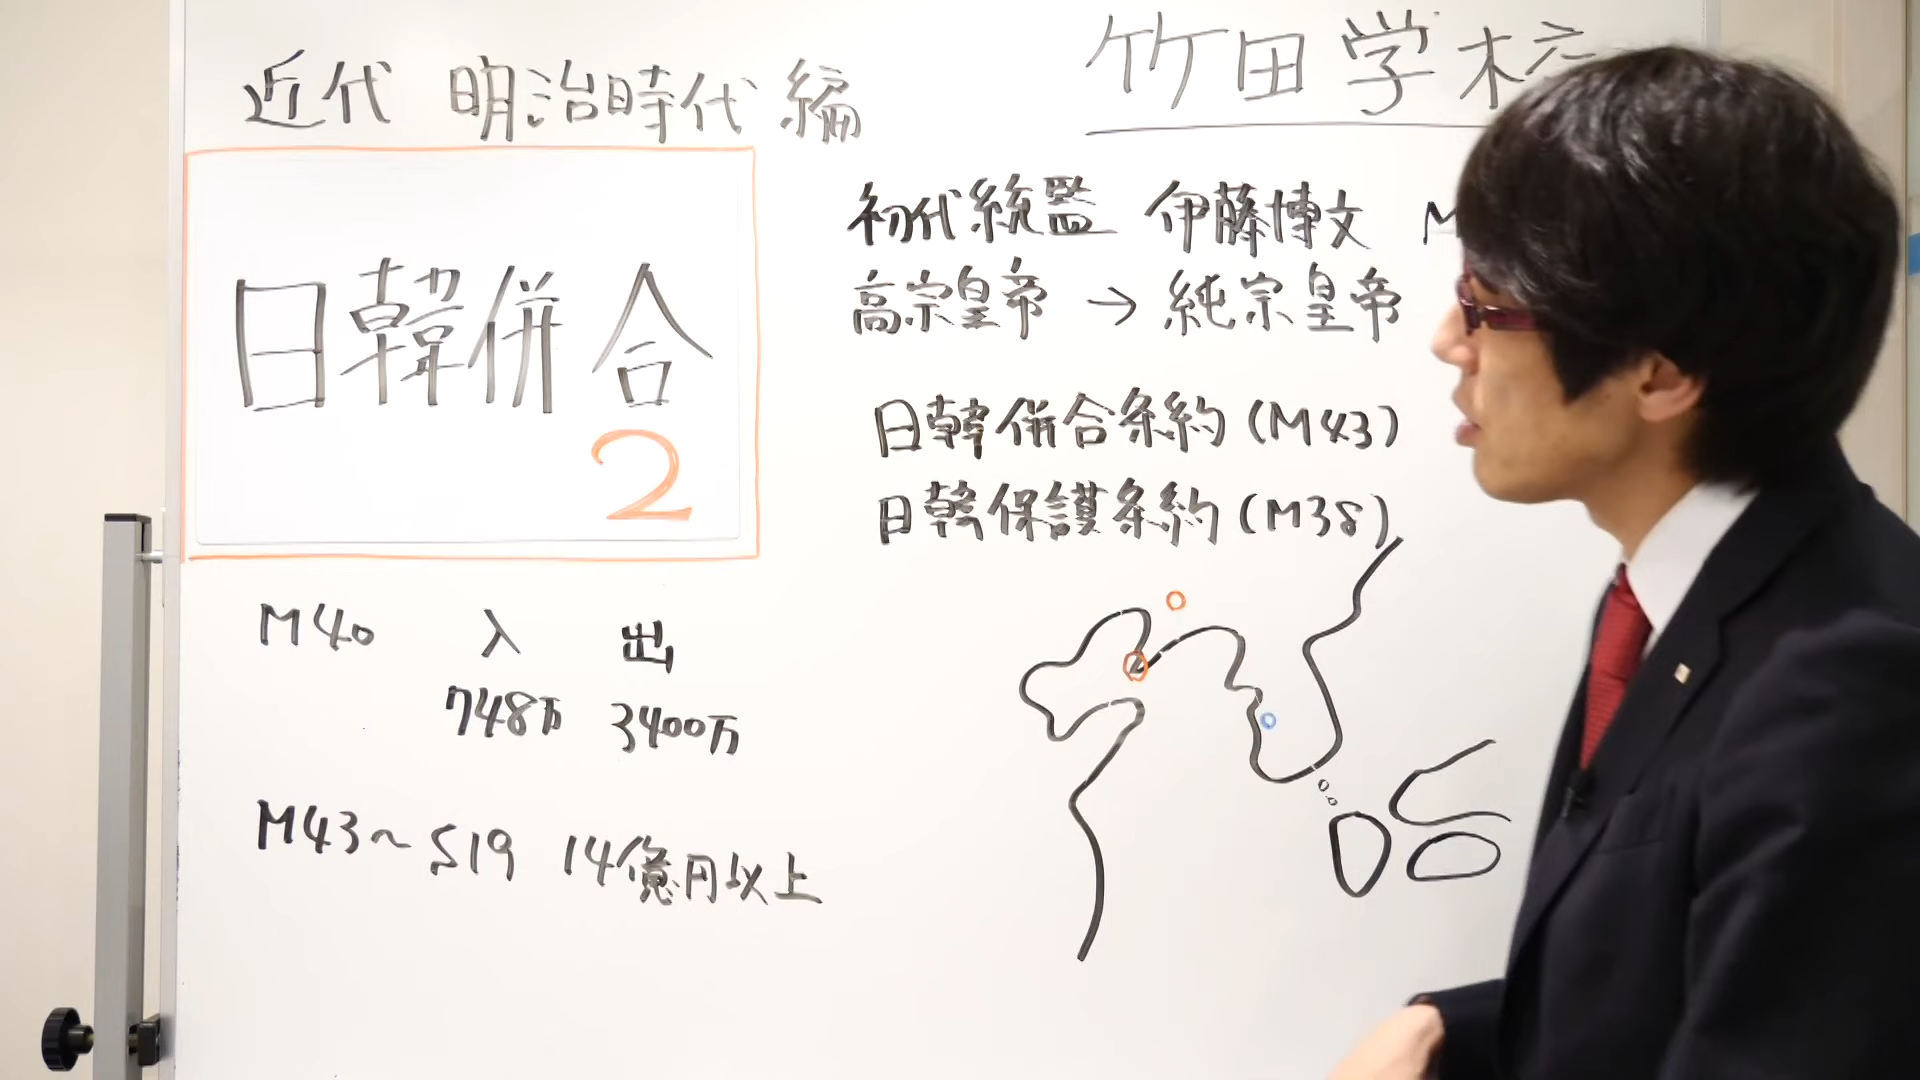 近代 明治時代編
竹田学校
日韓併合
2
初代統監 伊藤博文 M
高宗皇帝 → 純宗皇帝
日韓併合条約(M43)
日韓保護条約(M38)
M40 入 出
748万 3400万
M43~S19 14億円以上